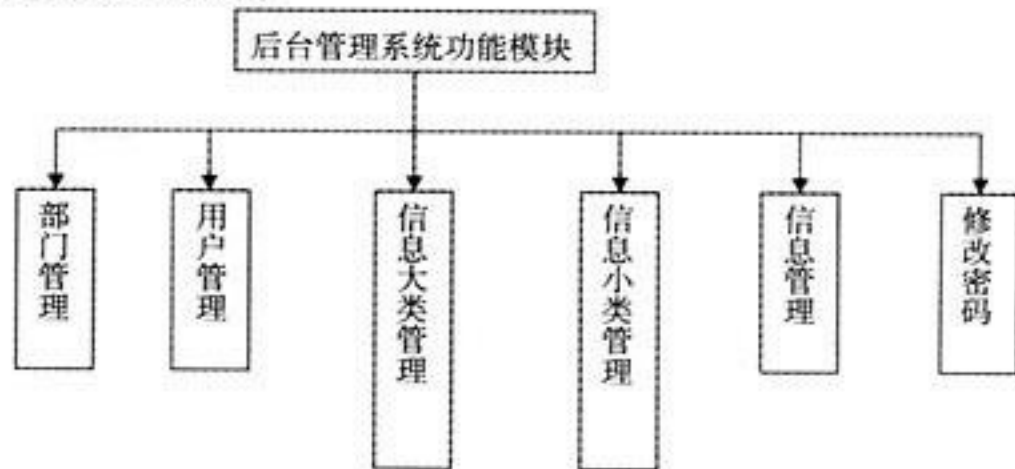 后台管理系统功能模块
部门管理
用户管理
信息大类管理
信息小类管理
信息管理
修改密码